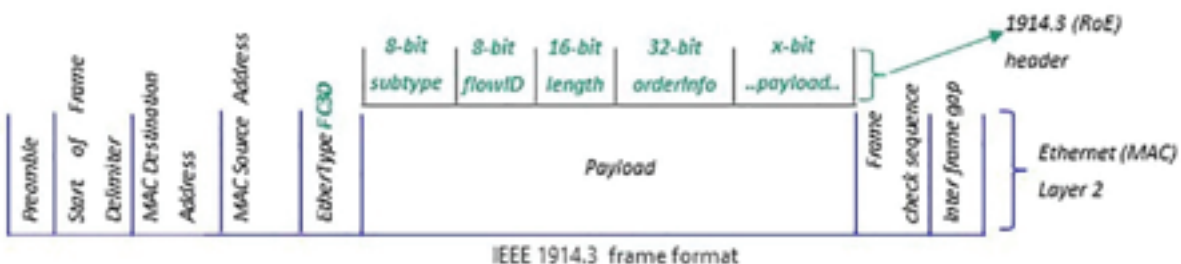 8-bit subtype
8-bit flowID
16-bit length
32-bit orderInfo
x-bit ..payload..
1914.3 (RoE) header
Preamble
Start of Frame Delimiter
MAC Destination Address
MAC Source Address
EtherType FC3D
Payload
Frame check sequence
Inter frame gap
Ethernet (MAC) Layer 2
IEEE 1914.3 frame format